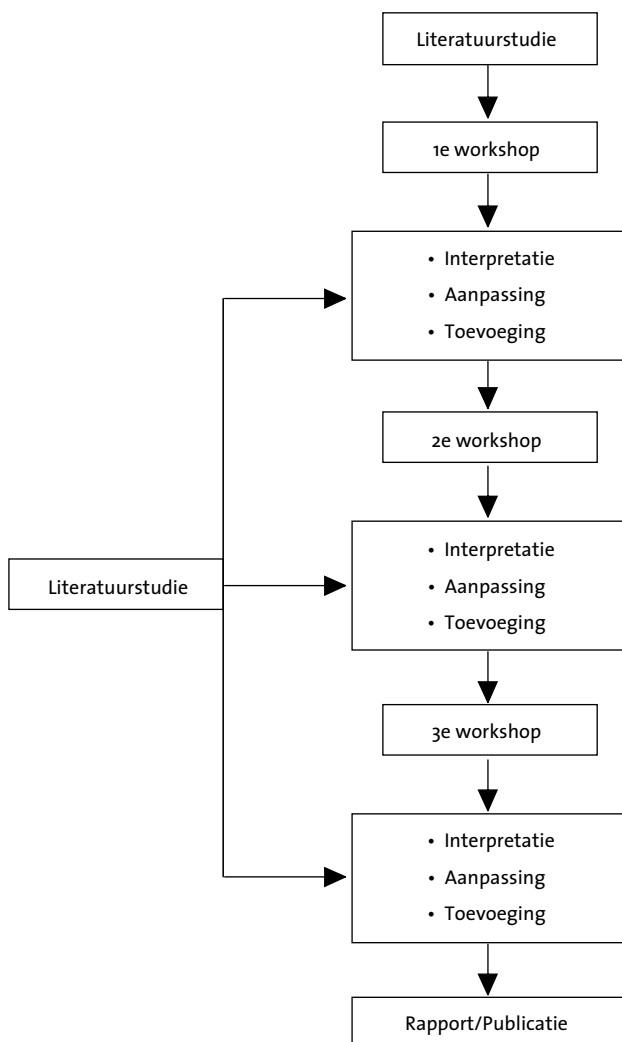 Literatuurstudie
1e workshop
• Interpretatie
• Aanpassing
• Toevoeging
2e workshop
• Interpretatie
• Aanpassing
• Toevoeging
Literatuurstudie
3e workshop
• Interpretatie
• Aanpassing
• Toevoeging
Rapport/Publicatie